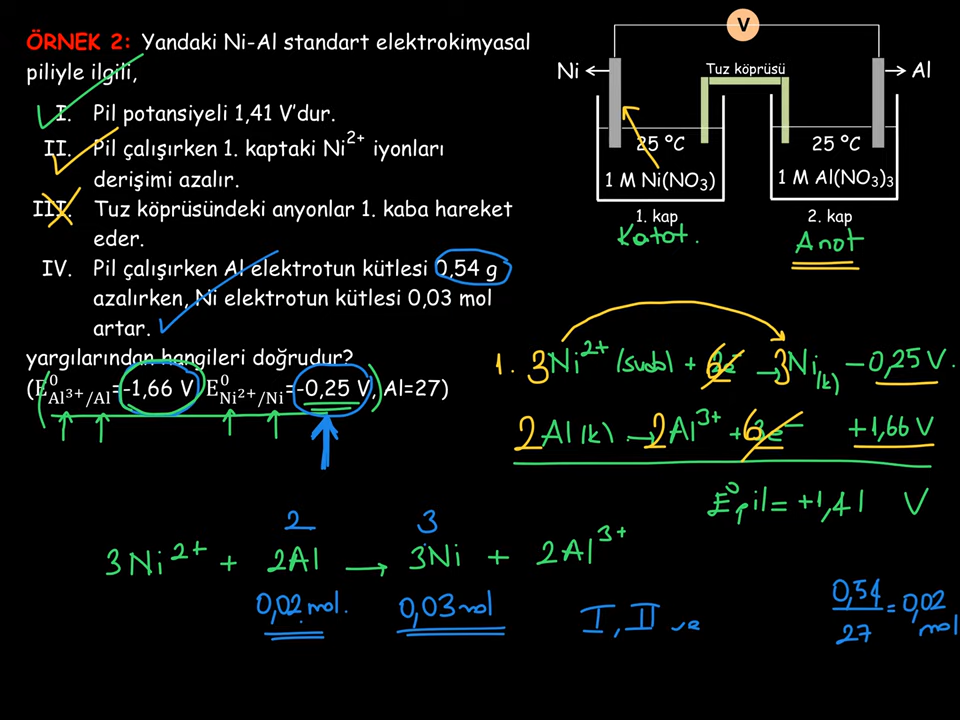 ÖRNEK 2: Yandaki Ni-Al standart elektrokimyasal
piliyle ilgili,
I. Pil potansiyeli 1,41 V'dur.
II. Pil çalışırken 1. kaptaki Ni²⁺ iyonları
derişimi azalır.
III. Tuz köprüsündeki anyonlar 1. kaba hareket
eder.
IV. Pil çalışırken Al elektrotun kütlesi 0,54 g
azalırken, Ni elektrotun kütlesi 0,03 mol
artar.
yargılarından hangileri doğrudur?
(E⁰Al³⁺/Al=-1,66 V E⁰Ni²⁺/Ni=-0,25 V, Al=27)
V
Ni
Tuz köprüsü
Al
25 ºC
25 ºC
1 M Ni(NO₃)
1 M Al(NO₃)₃
1. kap
2. kap
Katot.
Anot
1. 3Ni²⁺(suda) + 6e⁻ → 3Ni(k) -0,25 V.
2Al(k) → 2Al³⁺ + 6e⁻ +1,66 V
E⁰pil = +1,41 V
2 3
3Ni²⁺ + 2Al → 3Ni + 2Al³⁺
0,02 mol. 0,03 mol
I, II ve
0,54
27
= 0,02
mol